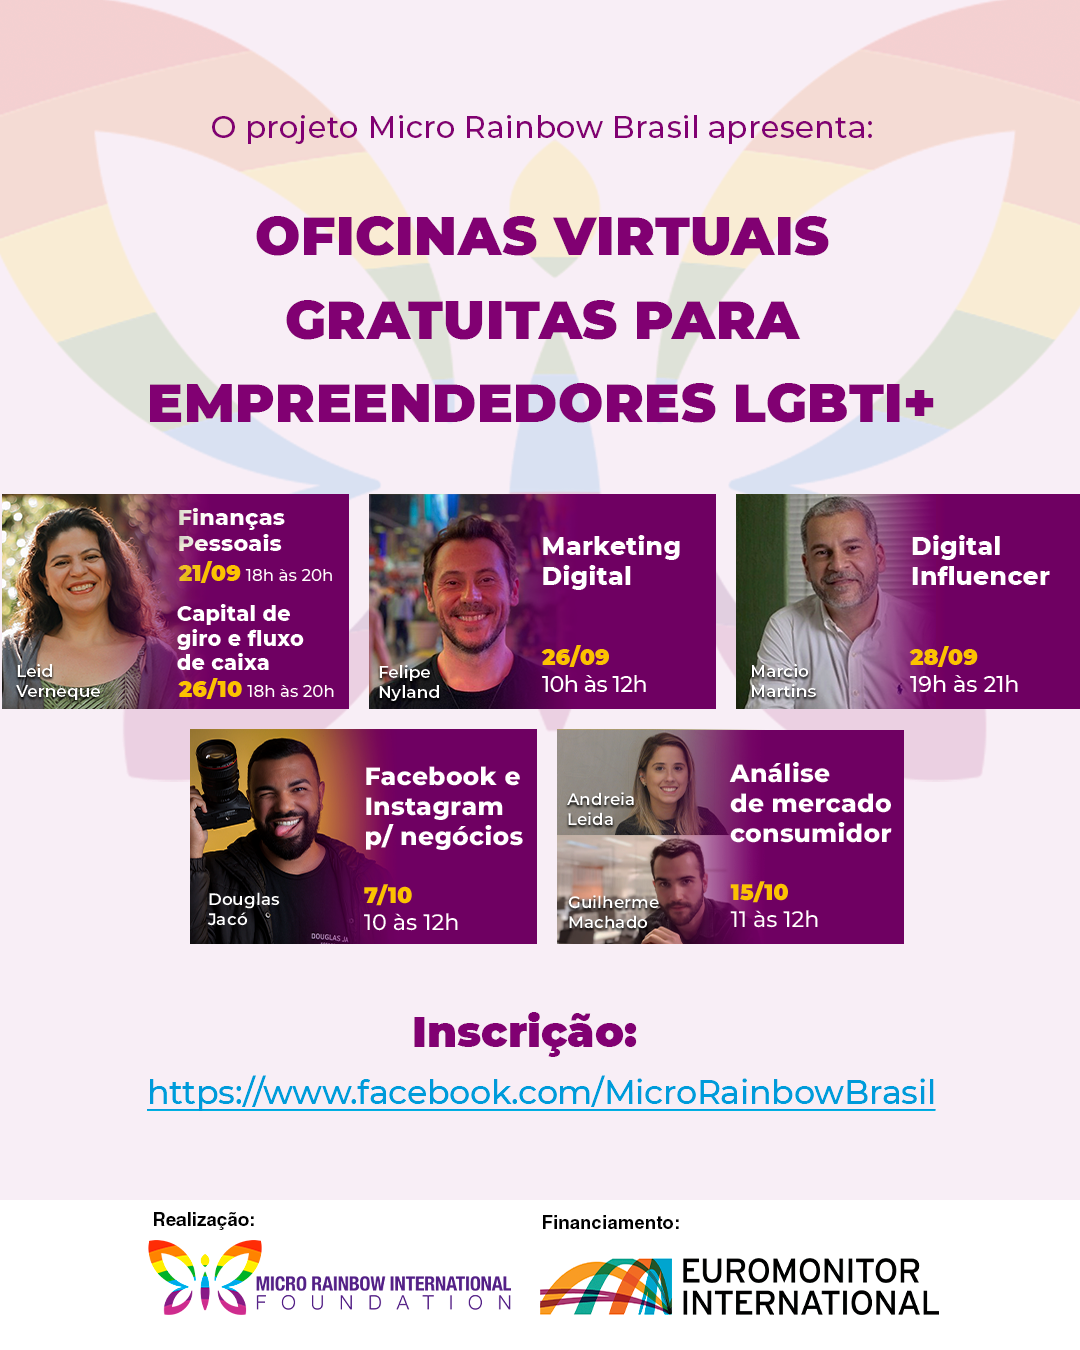 O projeto Micro Rainbow Brasil apresenta:
OFICINAS VIRTUAIS
GRATUITAS PARA
EMPREENDEDORES LGBTI+
Finanças
Pessoais
21/09 18h às 20h
Capital de
giro e fluxo
de caixa
26/10 18h às 20h
Leid
Verneque
Marketing
Digital
26/09
10h às 12h
Felipe
Nyland
Digital
Influencer
28/09
19h às 21h
Marcio
Martins
Facebook e
Instagram
p/ negócios
7/10
10 às 12h
Douglas
Jacó
DOUGLAS JA
Análise
de mercado
consumidor
15/10
11 às 12h
Andreia
Leida
Guilherme
Machado
Inscrição:
https://www.facebook.com/MicroRainbowBrasil
Realização:
MICRO RAINBOW INTERNATIONAL
FOUNDATION
Financiamento:
EUROMONITOR
INTERNATIONAL